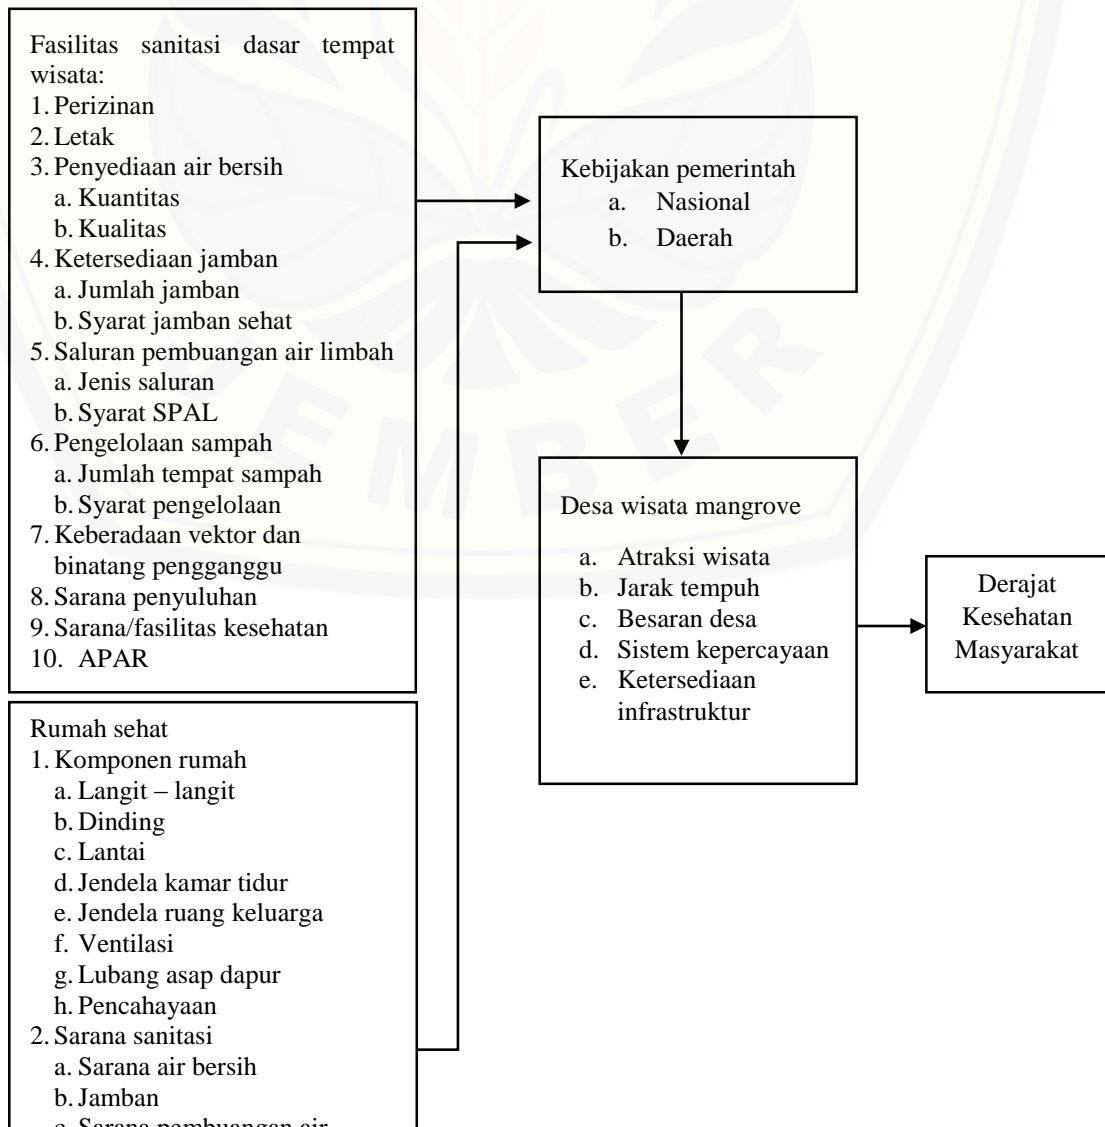 Fasilitas sanitasi dasar tempat
wisata:
1. Perizinan
2. Letak
3. Penyediaan air bersih
a. Kuantitas
b. Kualitas
4. Ketersediaan jamban
a. Jumlah jamban
b. Syarat jamban sehat
5. Saluran pembuangan air limbah
a. Jenis saluran
b. Syarat SPAL
6. Pengelolaan sampah
a. Jumlah tempat sampah
b. Syarat pengelolaan
7. Keberadaan vektor dan
binatang pengganggu
8. Sarana penyuluhan
9. Sarana/fasilitas kesehatan
10. APAR
Rumah sehat
1. Komponen rumah
a. Langit – langit
b. Dinding
c. Lantai
d. Jendela kamar tidur
e. Jendela ruang keluarga
f. Ventilasi
g. Lubang asap dapur
h. Pencahayaan
2. Sarana sanitasi
a. Sarana air bersih
b. Jamban
c. Sarana pembuangan air
Kebijakan pemerintah
a. Nasional
b. Daerah
Desa wisata mangrove
a. Atraksi wisata
b. Jarak tempuh
c. Besaran desa
d. Sistem kepercayaan
e. Ketersediaan
infrastruktur
Derajat
Kesehatan
Masyarakat
JEMBER